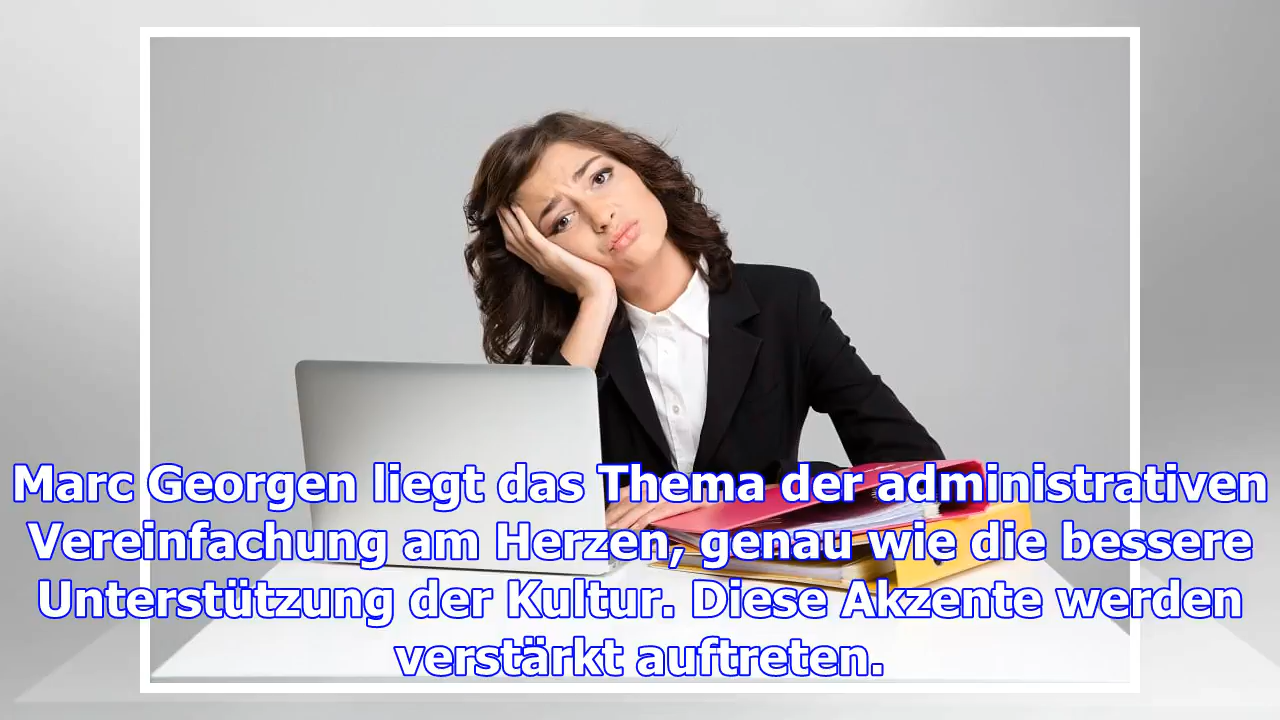 Marc Georgen liegt das Thema der administrativen
Vereinfachung am Herzen, genau wie die bessere
Unterstützung der Kultur. Diese Akzente werden
verstärkt auftreten.